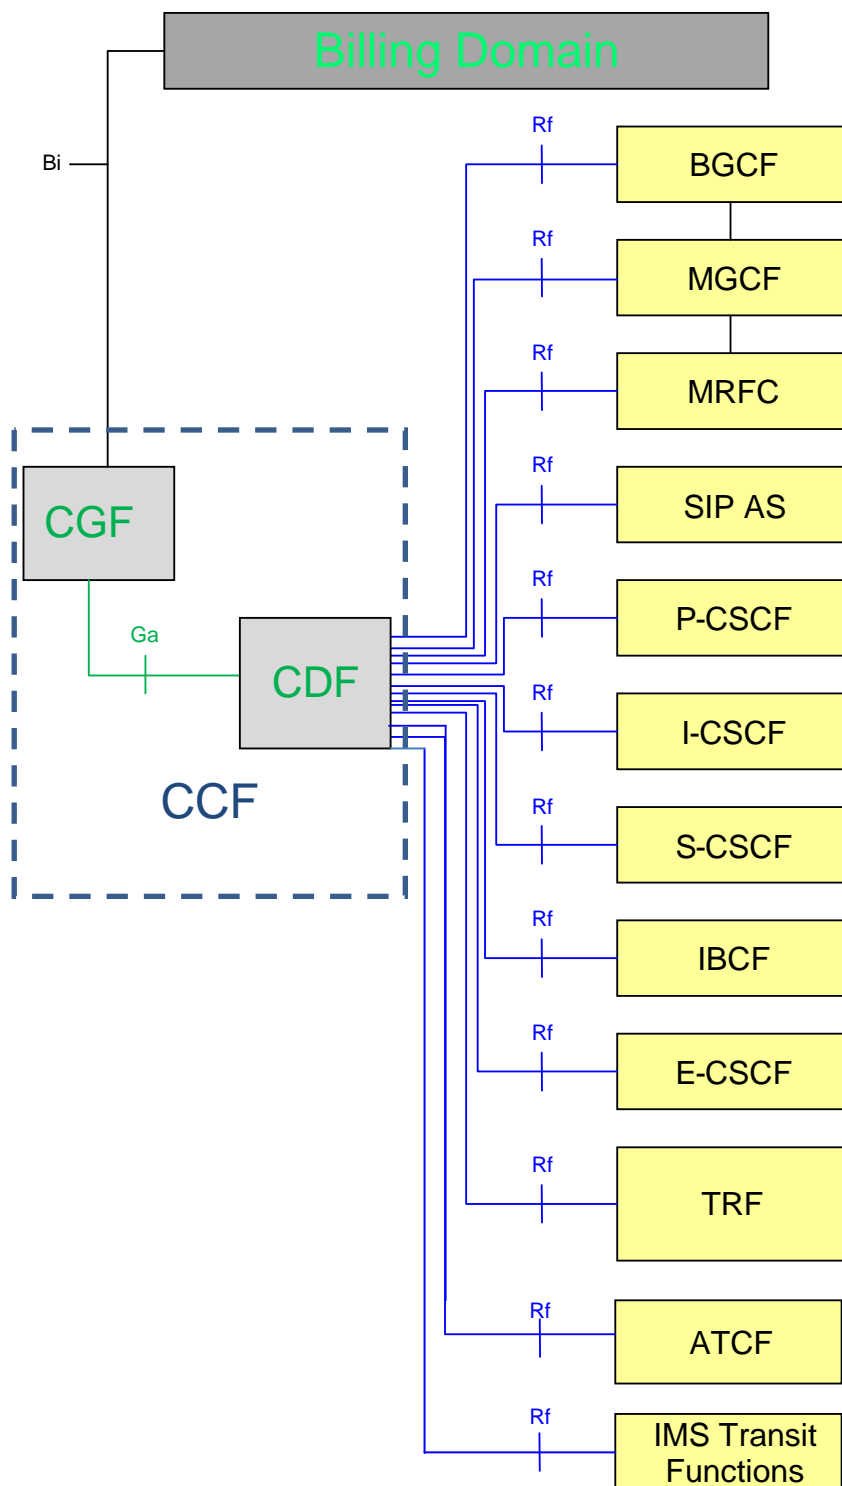 Billing Domain
Bi
Rf
BGCF
Rf
MGCF
Rf
MRFC
Rf
SIP AS
CGF
Rf
P-CSCF
Ga
CDF
Rf
I-CSCF
CCF
Rf
S-CSCF
Rf
IBCF
Rf
E-CSCF
Rf
TRF
Rf
ATCF
Rf
IMS Transit
Functions